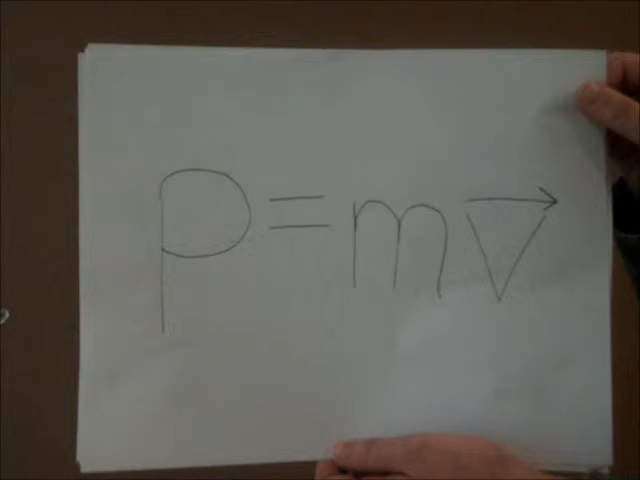 p = mv⃗